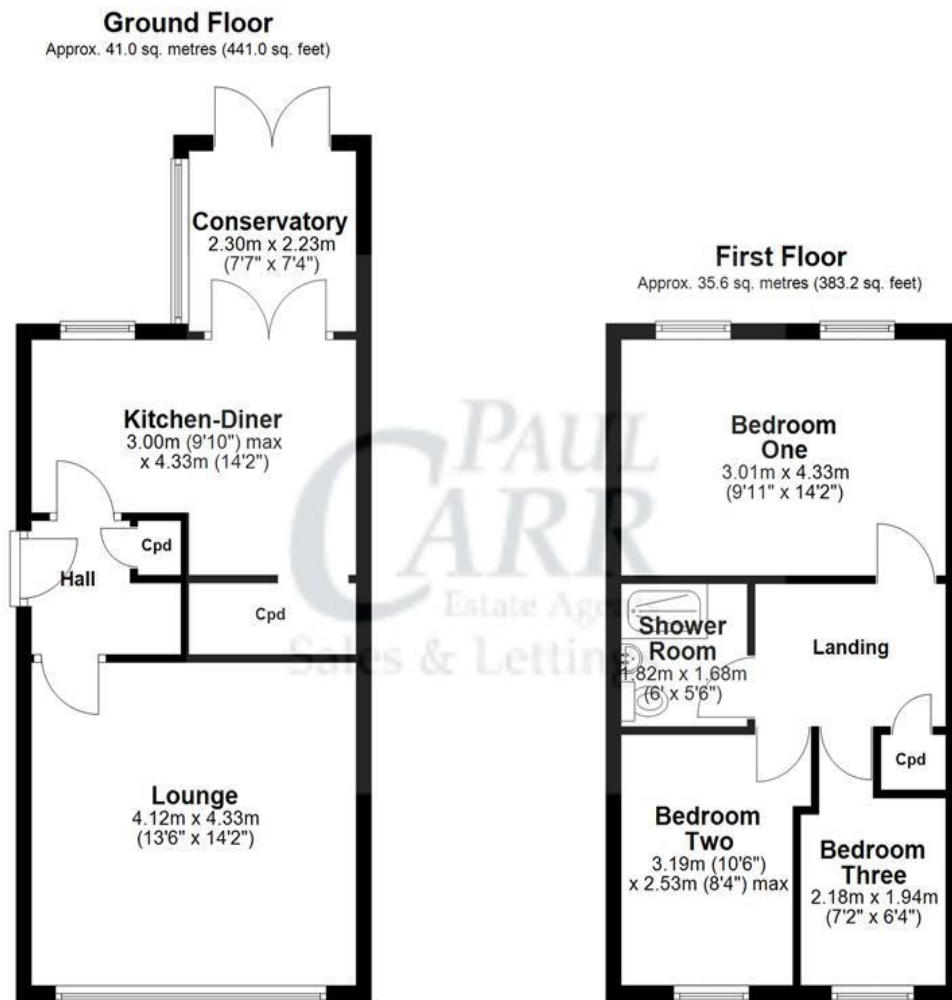 Ground Floor
Approx. 41.0 sq. metres (441.0 sq. feet)
Conservatory
2.30m x 2.23m
(7'7" x 7'4")
Kitchen-Diner
3.00m (9'10") max
x 4.33m (14'2")
Cpd
Hall
Cpd
Lounge
4.12m x 4.33m
(13'6" x 14'2")
First Floor
Approx. 35.6 sq. metres (383.2 sq. feet)
Bedroom
One
3.01m x 4.33m
(9'11" x 14'2")
Shower
Room
1.82m x 1.68m
(6' x 5'6")
Landing
Cpd
Bedroom
Two
3.19m (10'6")
x 2.53m (8'4") max
Bedroom
Three
2.18m x 1.94m
(7'2" x 6'4")
PAUL
CARR
Estate Agen
Sales & Letting